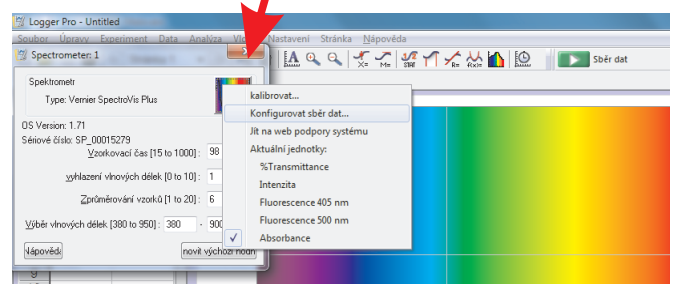 Logger Pro - Untitled
Soubor Úpravy Experiment Data Analýza Vlo Nastavení Stránka Nápověda
Spectrometer: 1
Sběr dat
Spektrometr
Type: Vernier SpectroVis Plus
OS Version: 1.71
Sériové číslo: SP_00015279
Vzorkovací čas [15 to 1000] : 98
vyhlazení vlnových délek [0 to 10] : 1
Zprůměrování vzorků [1 to 20] : 6
Výběr vlnových délek [380 to 950] : 380 - 900
Nápověd
novit výchozí hodn
kalibrovat...
Konfigurovat sběr dat...
Jít na web podpory systému
Aktuální jednotky:
%Transmittance
Intenzita
Fluorescence 405 nm
Fluorescence 500 nm
Absorbance
9